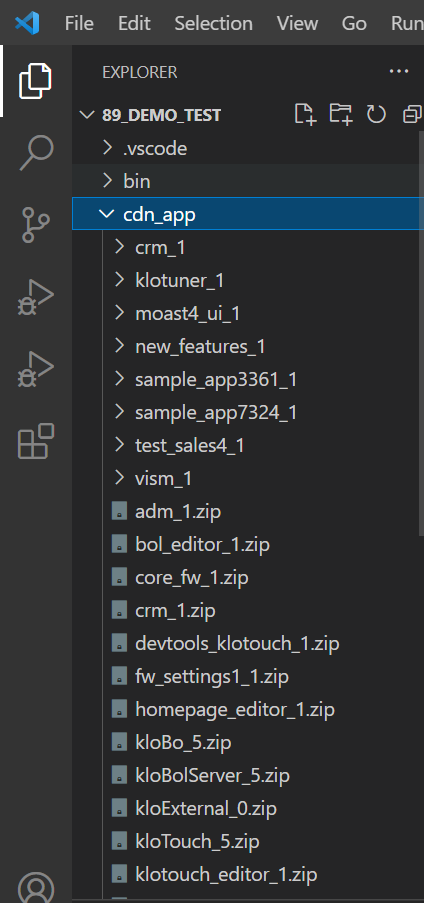 File Edit Selection View Go Run
EXPLORER
89_DEMO_TEST
.vscode
bin
cdn_app
crm_1
klotuner_1
moast4_ui_1
new_features_1
sample_app3361_1
sample_app7324_1
test_sales4_1
vism_1
adm_1.zip
bol_editor_1.zip
core_fw_1.zip
crm_1.zip
devtools_klotouch_1.zip
fw_settings1_1.zip
homepage_editor_1.zip
kloBo_5.zip
kloBolServer_5.zip
kloExternal_0.zip
kloTouch_5.zip
klotouch_editor_1.zip